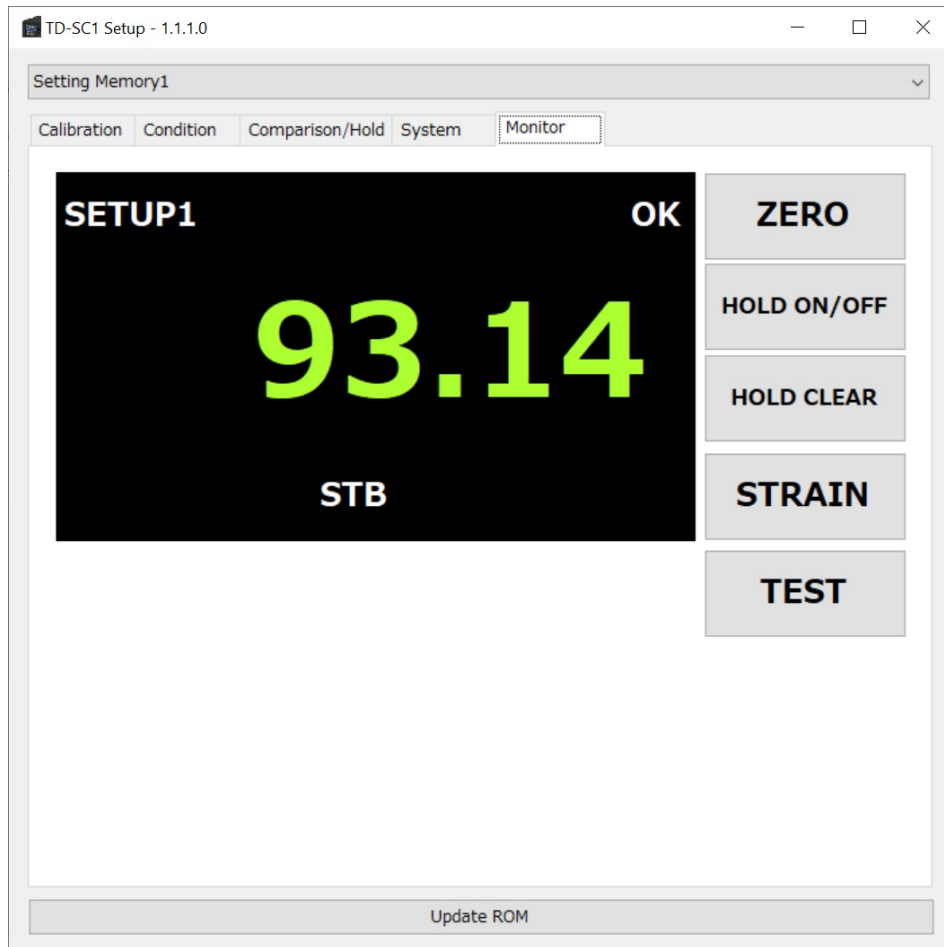 TD-SC1 Setup - 1.1.1.0
Setting Memory1
Calibration Condition Comparison/Hold System Monitor
SETUP1 OK
93.14
STB
ZERO
HOLD ON/OFF
HOLD CLEAR
STRAIN
TEST
Update ROM